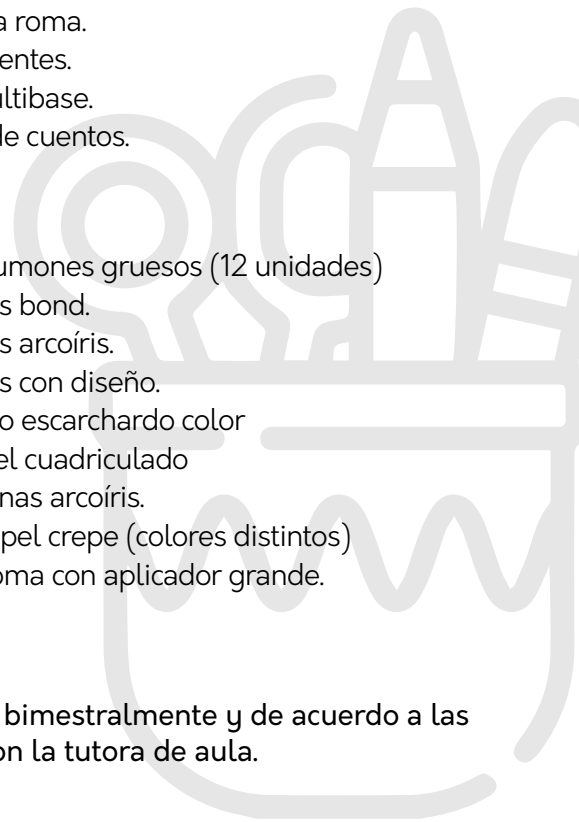 a roma.
entes.
ultibase.
de cuentos.
umones gruesos (12 unidades)
s bond.
s arcoíris.
s con diseño.
o escarchardo color
el cuadriculado
nas arcoíris.
pel crepe (colores distintos)
oma con aplicador grande.
bimestralmente y de acuerdo a las
on la tutora de aula.